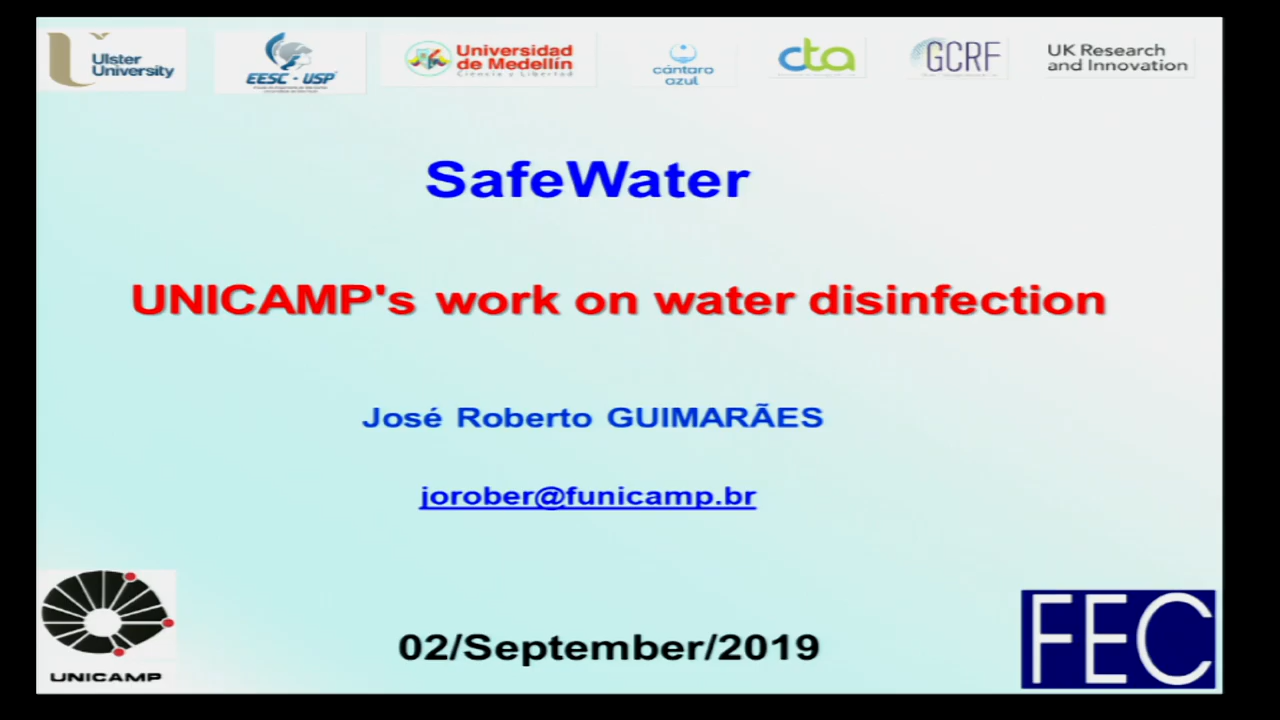 Ulster
University
EESC - USP
Universidad
de Medellín
Ciencia y Libertad
cántaro
azul
cta
GCRF
UK Research
and Innovation
SafeWater
UNICAMP's work on water disinfection
José Roberto GUIMARÃES
jorober@funicamp.br
02/September/2019
UNICAMP
FEC